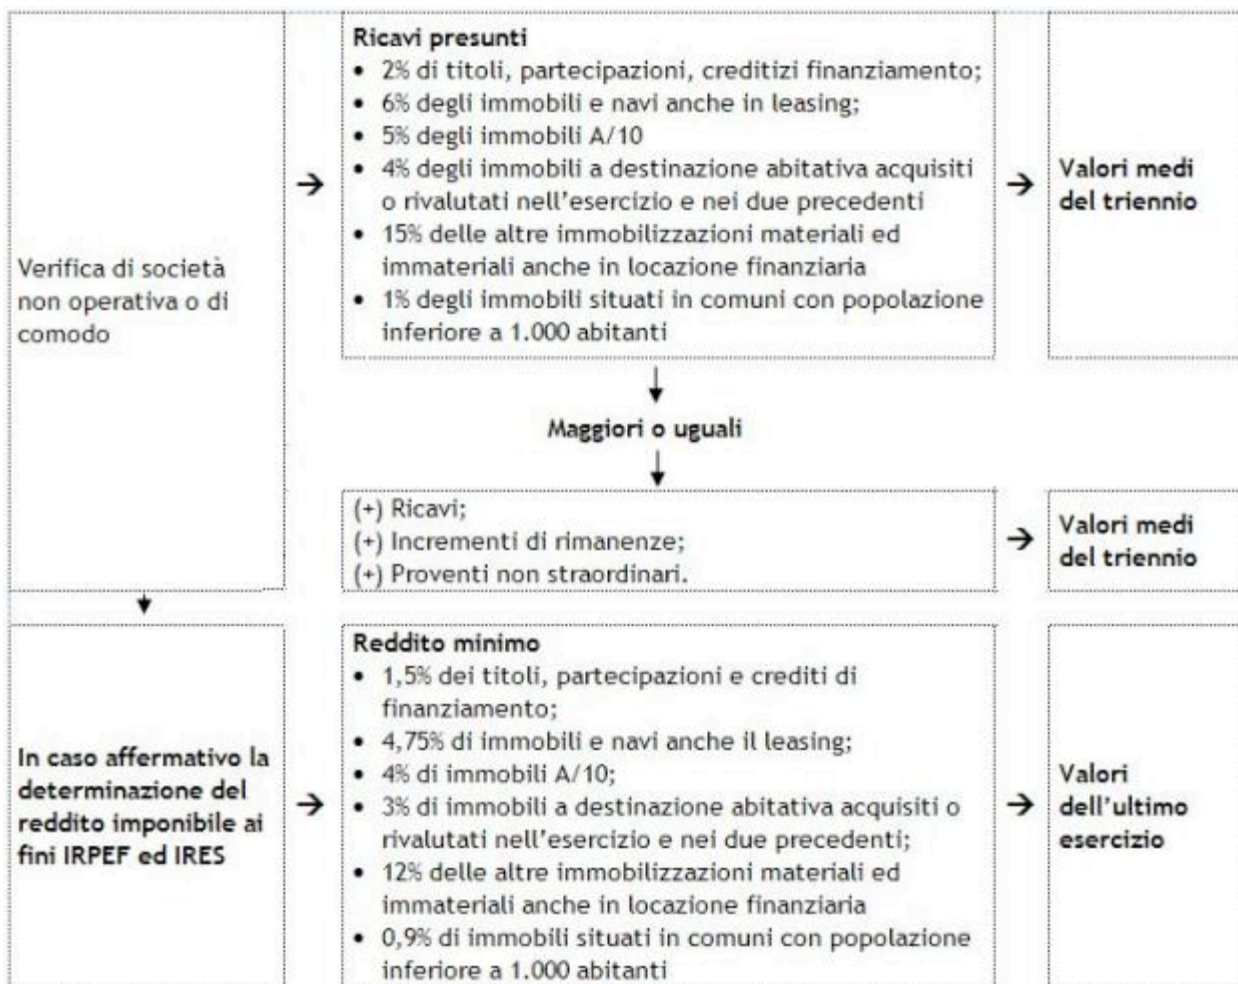 Verifica di società
non operativa o di
comodo
→
Ricavi presunti
• 2% di titoli, partecipazioni, creditizi finanziamento;
• 6% degli immobili e navi anche in leasing;
• 5% degli immobili A/10
• 4% degli immobili a destinazione abitativa acquisiti
o rivalutati nell'esercizio e nei due precedenti
• 15% delle altre immobilizzazioni materiali ed
immateriali anche in locazione finanziaria
• 1% degli immobili situati in comuni con popolazione
inferiore a 1.000 abitanti
→
Valori medi
del triennio
Maggiori o uguali
(+) Ricavi;
(+) Incrementi di rimanenze;
(+) Proventi non straordinari.
→
Valori medi
del triennio
In caso affermativo la
determinazione del
reddito imponibile ai
fini IRPEF ed IRES
→
Reddito minimo
• 1,5% dei titoli, partecipazioni e crediti di
finanziamento;
• 4,75% di immobili e navi anche il leasing;
• 4% di immobili A/10;
• 3% di immobili a destinazione abitativa acquisiti o
rivalutati nell'esercizio e nei due precedenti;
• 12% delle altre immobilizzazioni materiali ed
immateriali anche in locazione finanziaria
• 0,9% di immobili situati in comuni con popolazione
inferiore a 1.000 abitanti
→
Valori
dell'ultimo
esercizio